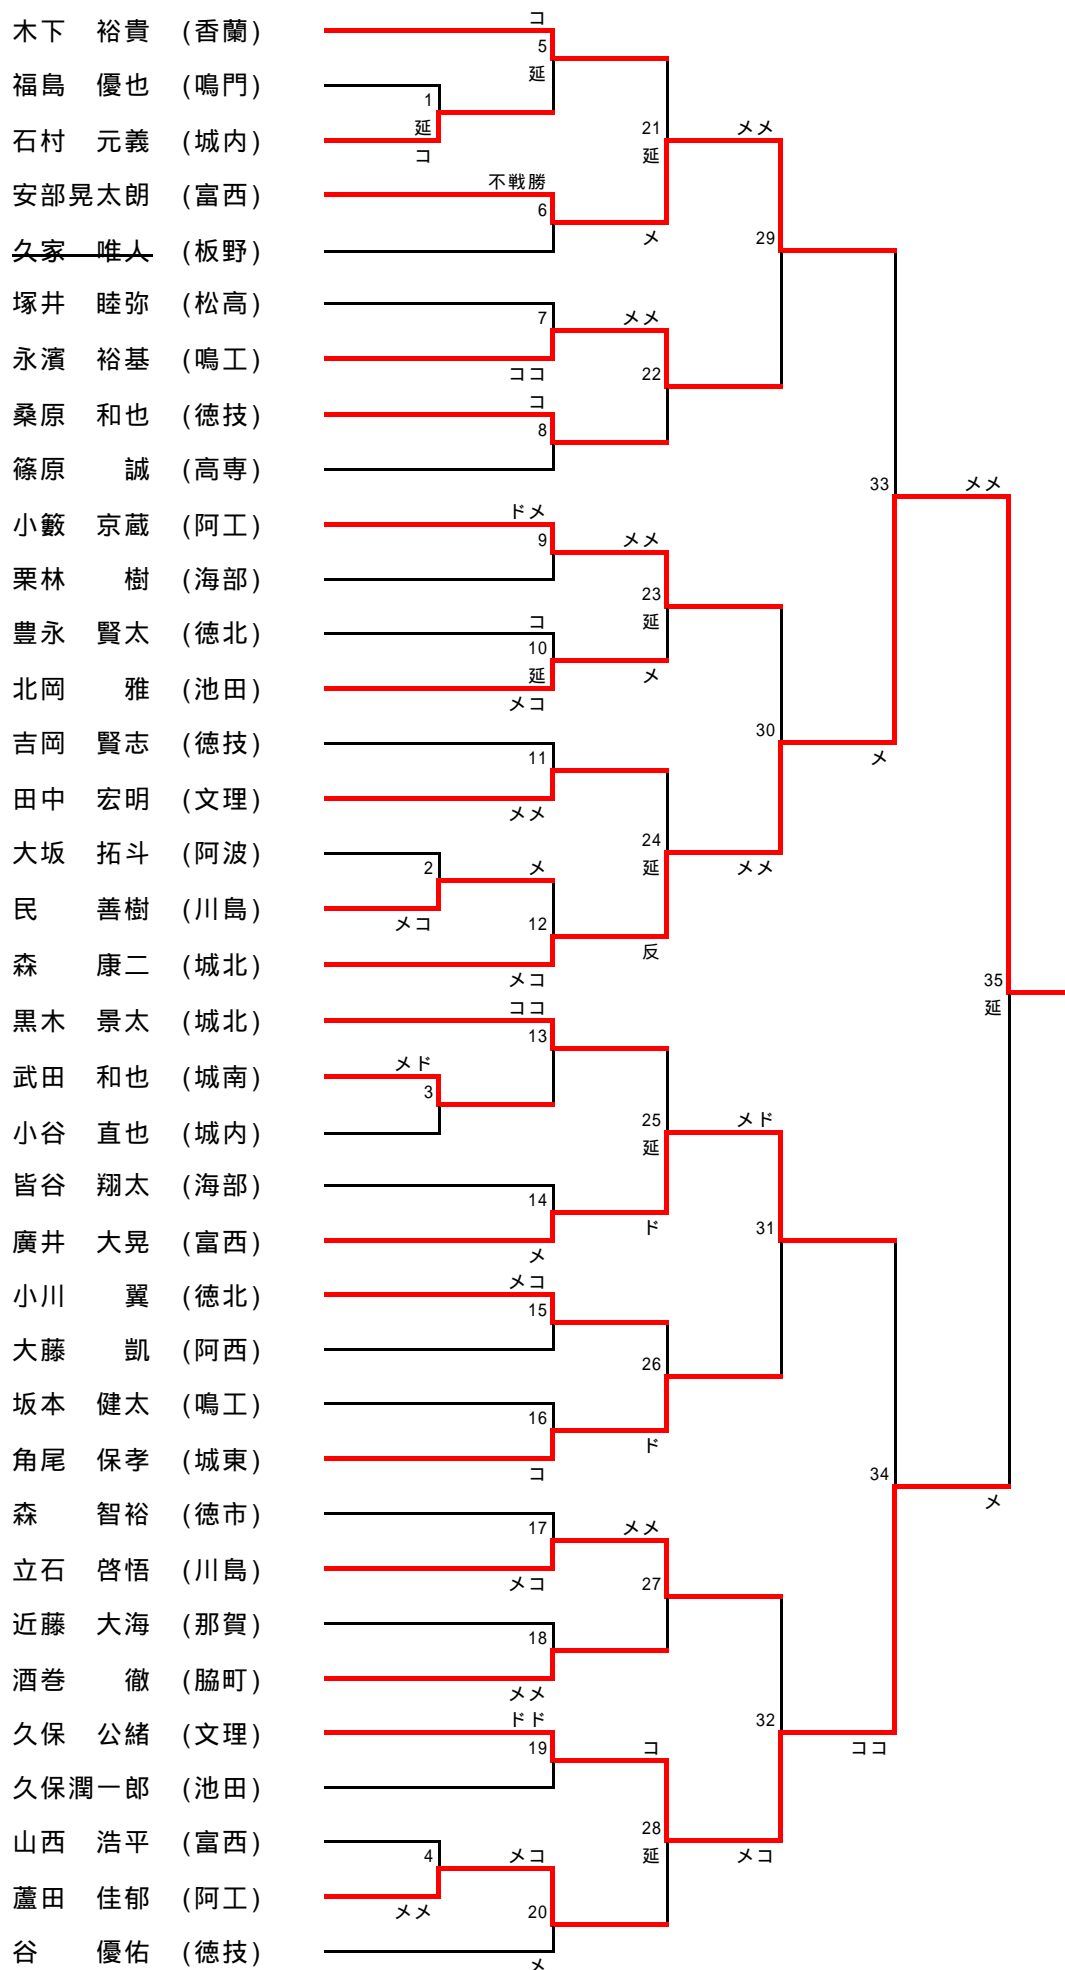 木下 裕貴 (香蘭)
コ
5
延
福島 優也 (鳴門)
1
延
石村 元義 (城内)
コ
21
延
メメ
安部晃太朗 (富西)
不戦勝
6
メ
久家 唯人 (板野)
29
塚井 睦弥 (松高)
7
メメ
永濱 裕基 (鳴工)
ココ
22
桑原 和也 (徳技)
コ
8
篠原 誠 (高専)
33
メメ
小籔 京蔵 (阿工)
ドメ
9
メメ
栗林 樹 (海部)
23
延
豊永 賢太 (徳北)
コ
10
延
メ
北岡 雅 (池田)
メコ
30
メ
吉岡 賢志 (徳技)
11
田中 宏明 (文理)
メメ
24
延
メメ
大坂 拓斗 (阿波)
2
メ
民 善樹 (川島)
メコ
12
反
森 康二 (城北)
メコ
35
延
黒木 景太 (城北)
ココ
13
武田 和也 (城南)
メド
3
小谷 直也 (城内)
25
延
メド
皆谷 翔太 (海部)
14
ド
廣井 大晃 (富西)
メ
31
小川 翼 (徳北)
メコ
15
大藤 凱 (阿西)
26
坂本 健太 (鳴工)
16
ド
角尾 保孝 (城東)
コ
34
メ
森 智裕 (徳市)
17
メメ
立石 啓悟 (川島)
メコ
27
近藤 大海 (那賀)
18
酒巻 徹 (脇町)
メメ
久保 公緒 (文理)
ドド
19
コ
32
ココ
久保潤一郎 (池田)
28
延
メコ
山西 浩平 (富西)
4
メコ
蘆田 佳郁 (阿工)
メメ
20
谷 優佑 (徳技)
メ